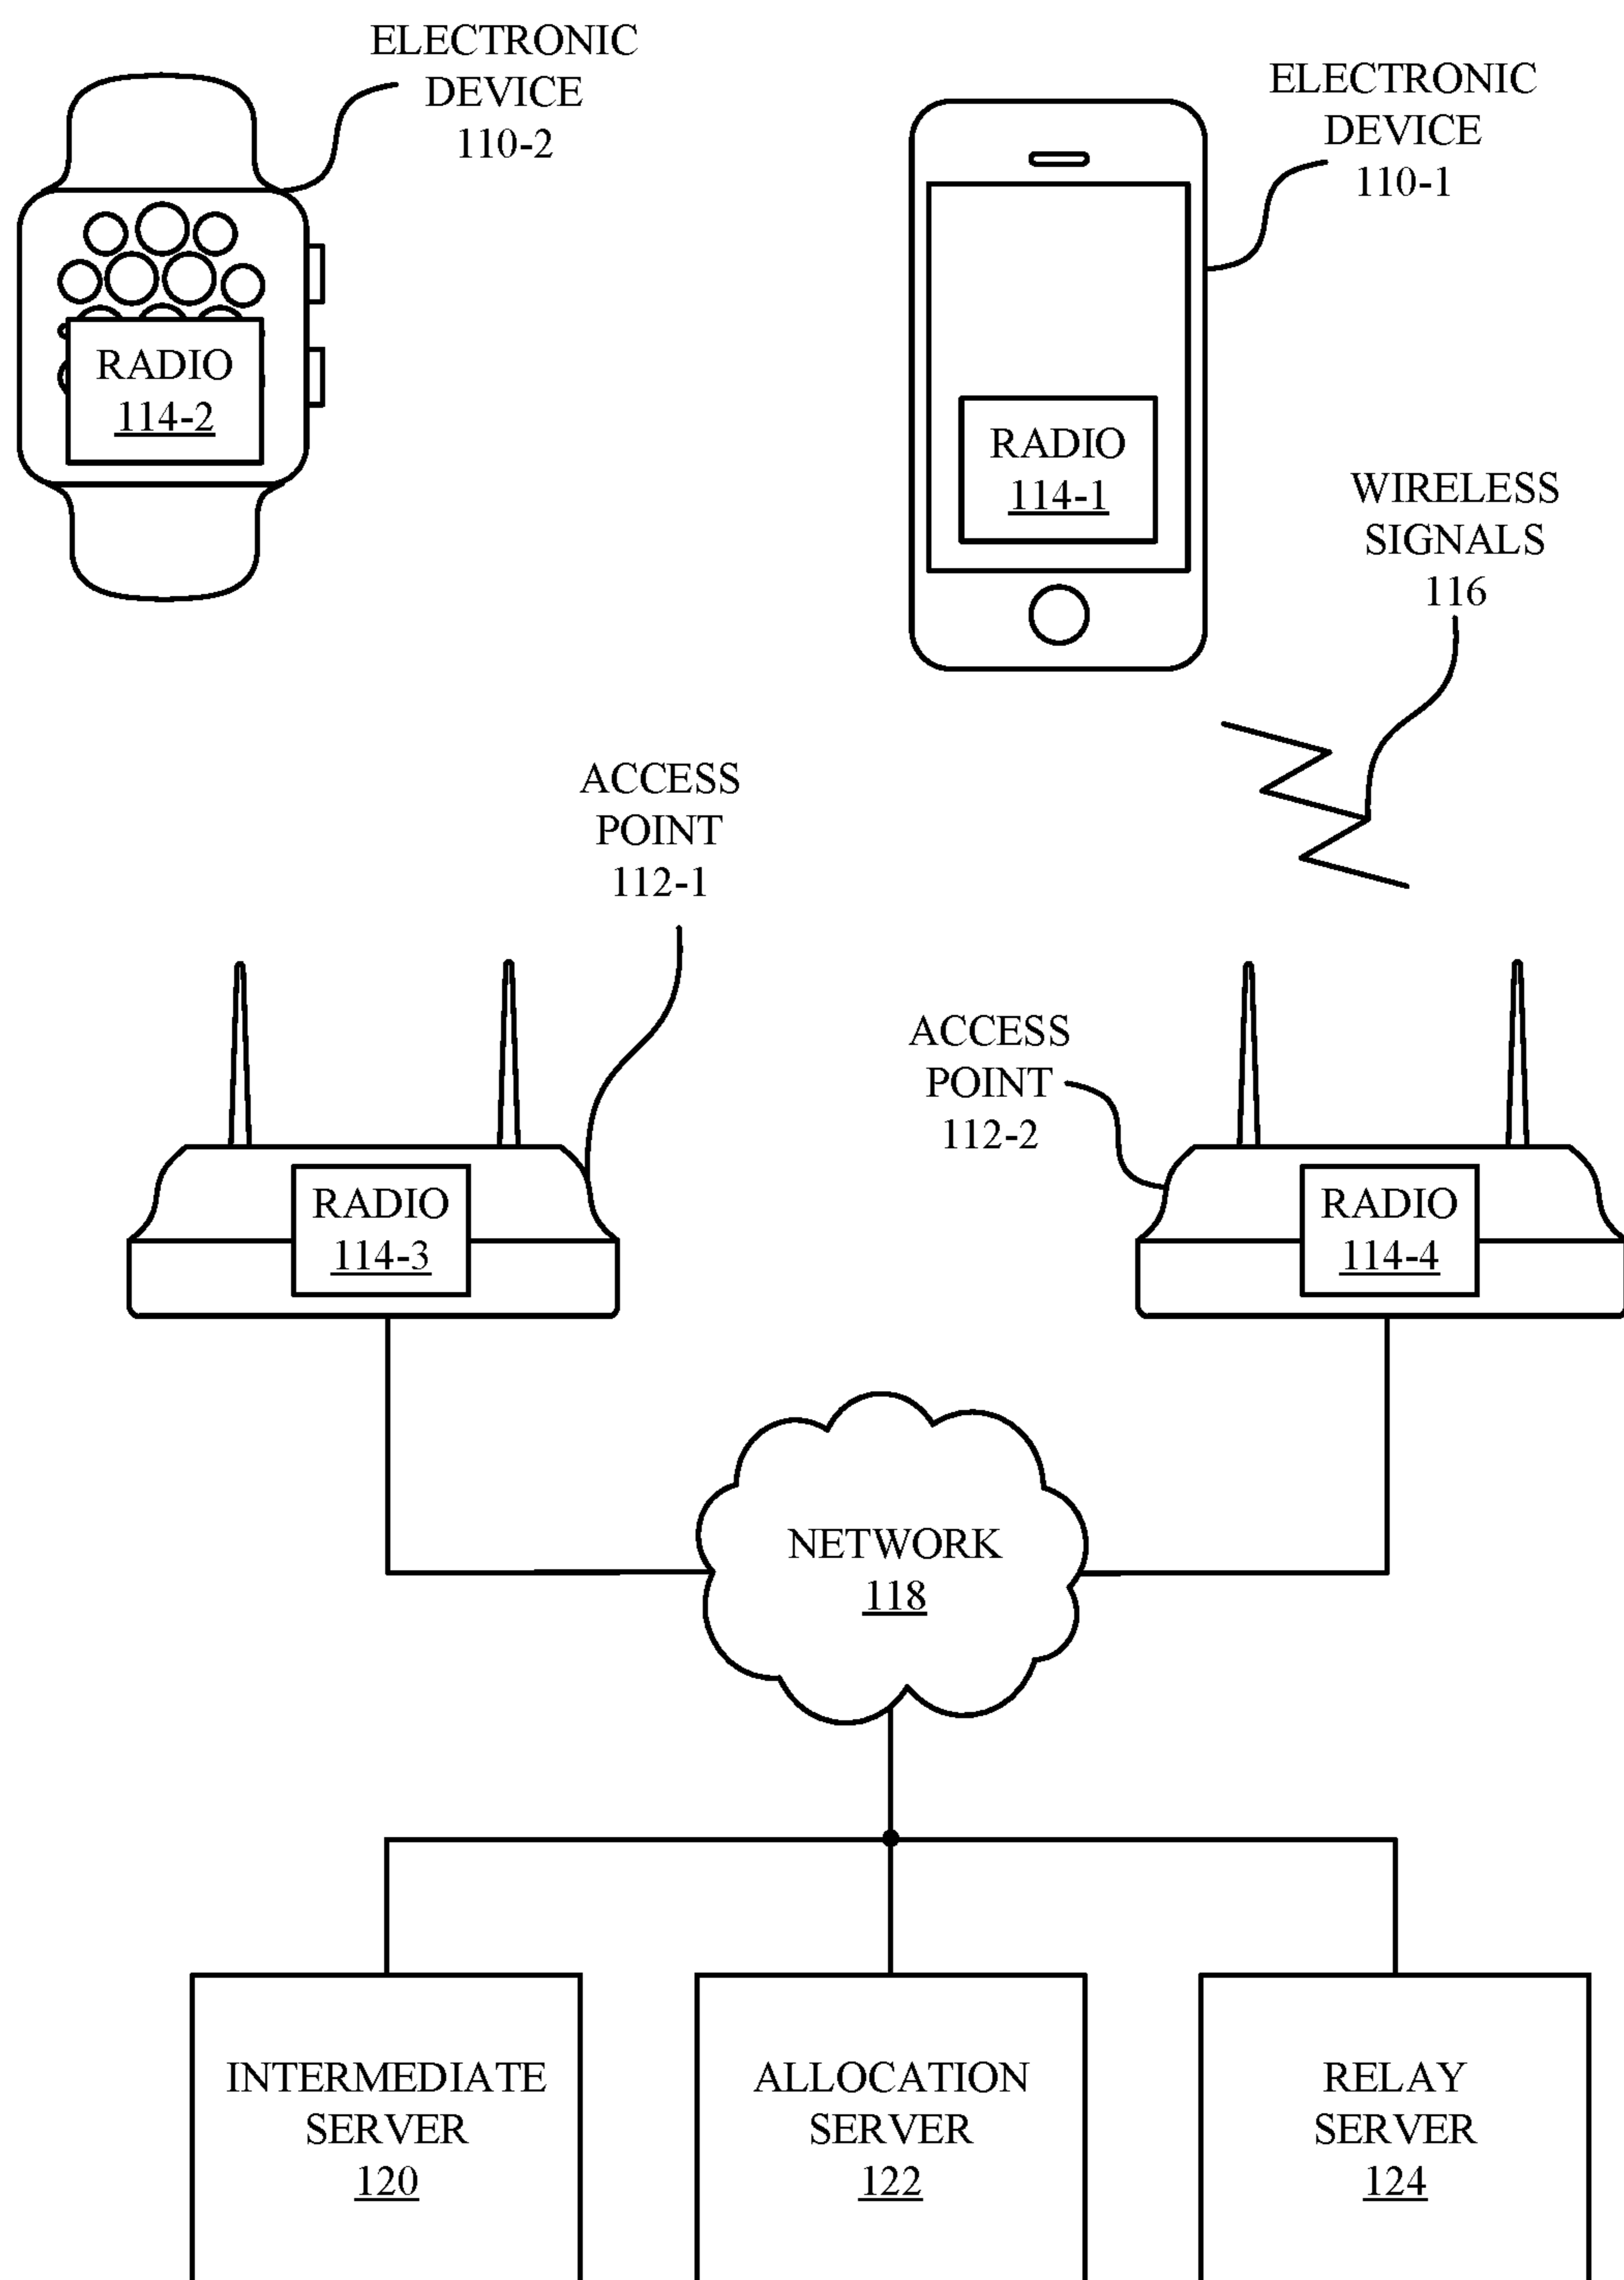 ELECTRONIC
DEVICE
110-2
ELECTRONIC
DEVICE
110-1
RADIO
114-2
RADIO
114-1
WIRELESS
SIGNALS
116
ACCESS
POINT
112-1
ACCESS
POINT
112-2
RADIO
114-3
RADIO
114-4
NETWORK
118
INTERMEDIATE
SERVER
120
ALLOCATION
SERVER
122
RELAY
SERVER
124